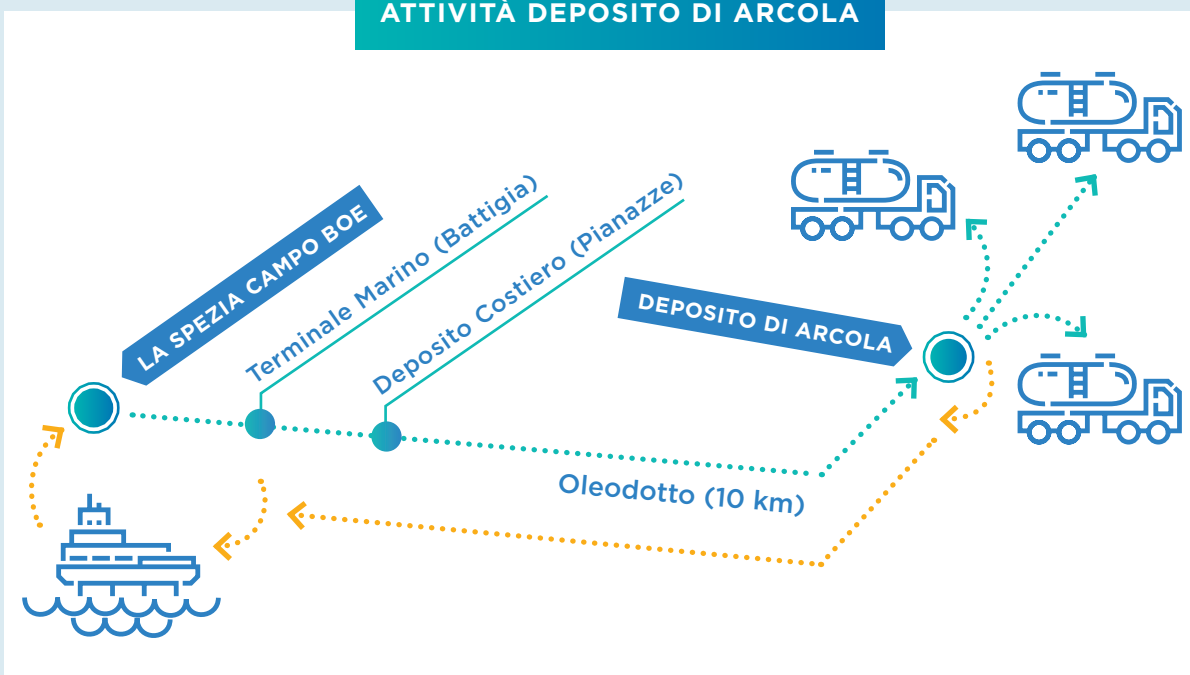 ATTIVITÀ DEPOSITO DI ARCOLA
LA SPEZIA CAMPO BOE
Terminale Marino (Battigia)
Deposito Costiero (Pianazze)
DEPOSITO DI ARCOLA
Oleodotto (10 km)